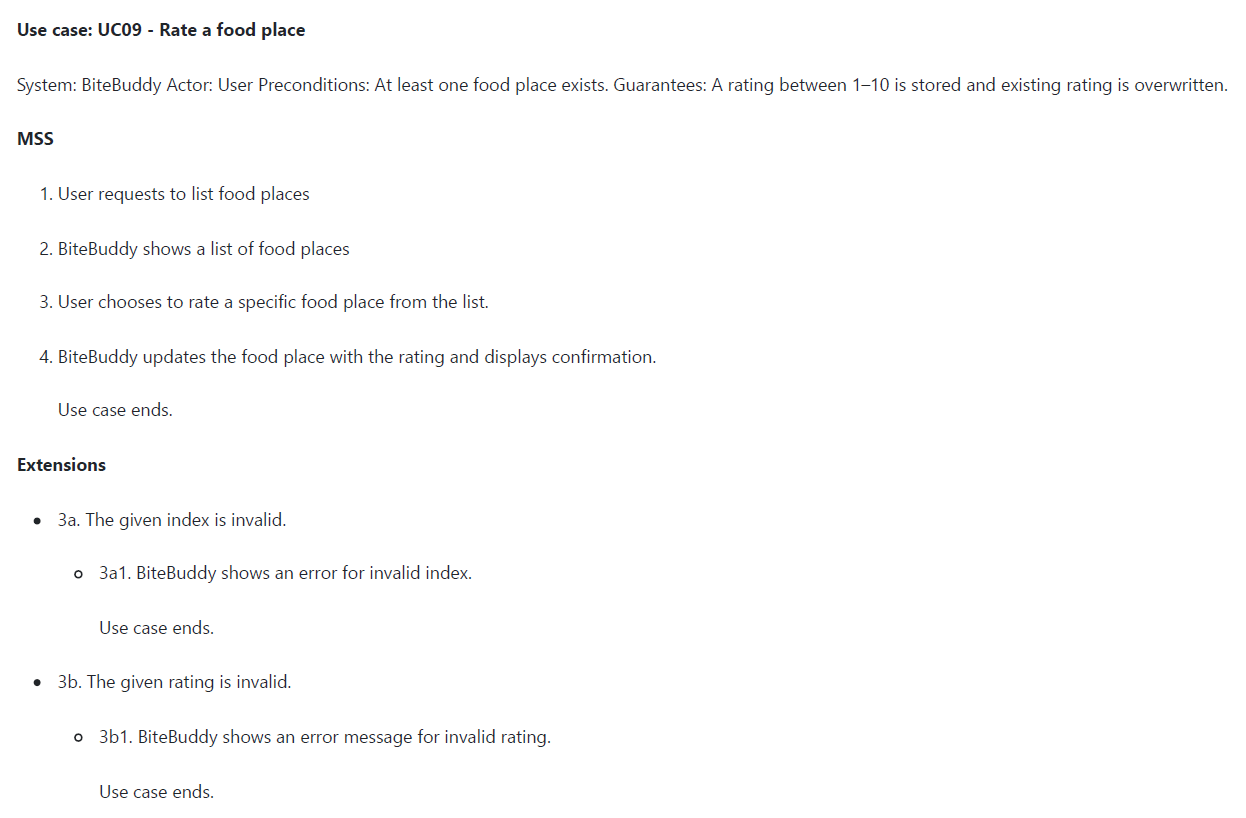 Use case: UC09 - Rate a food place
System: BiteBuddy Actor: User Preconditions: At least one food place exists. Guarantees: A rating between 1–10 is stored and existing rating is overwritten.
MSS
1. User requests to list food places
2. BiteBuddy shows a list of food places
3. User chooses to rate a specific food place from the list.
4. BiteBuddy updates the food place with the rating and displays confirmation.
Use case ends.
Extensions
• 3a. The given index is invalid.
○ 3a1. BiteBuddy shows an error for invalid index.
Use case ends.
• 3b. The given rating is invalid.
○ 3b1. BiteBuddy shows an error message for invalid rating.
Use case ends.